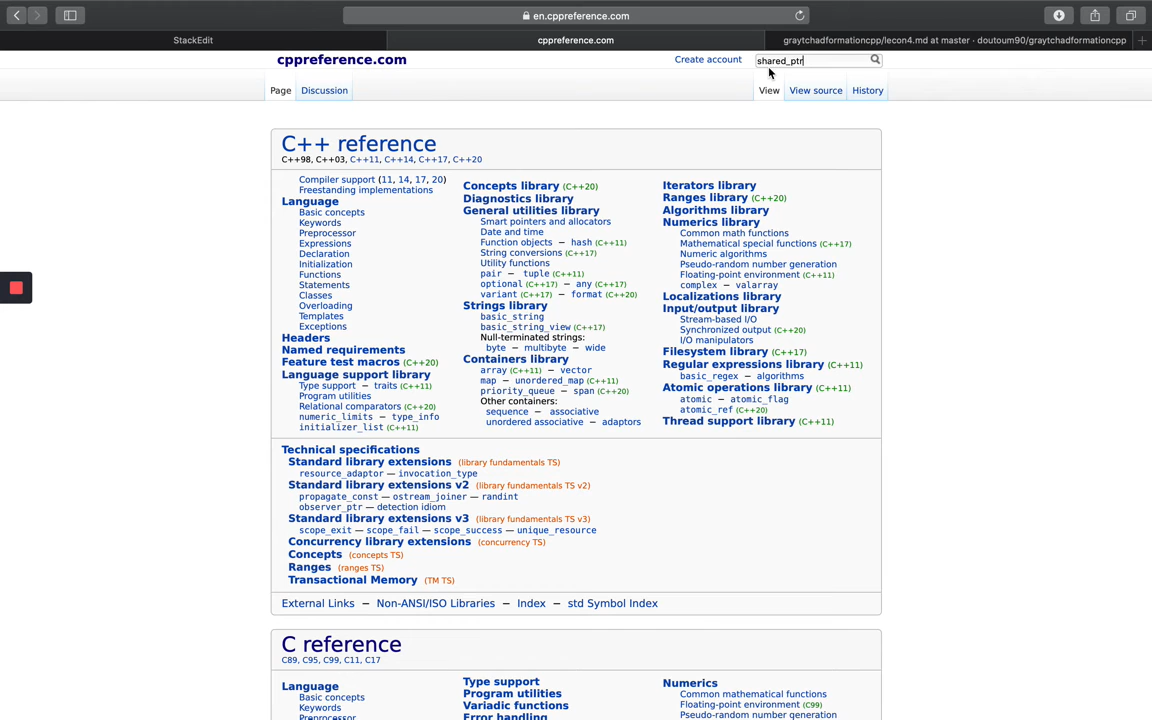 en.cppreference.com
StackEdit
cppreference.com
graytchadformationcpp/lecon4.md at master · doutoum90/graytchadformationcpp
cppreference.com
Create account
shared_ptr
Page
Discussion
View
View source
History
C++ reference
C++98, C++03, C++11, C++14, C++17, C++20
Compiler support (11, 14, 17, 20)
Freestanding implementations
Language
Basic concepts
Keywords
Preprocessor
Expressions
Declaration
Initialization
Functions
Statements
Classes
Overloading
Templates
Exceptions
Headers
Named requirements
Feature test macros (C++20)
Language support library
Type support — traits (C++11)
Program utilities
Relational comparators (C++20)
numeric_limits — type_info
initializer_list (C++11)
Concepts library (C++20)
Diagnostics library
General utilities library
Smart pointers and allocators
Date and time
Function objects — hash (C++11)
String conversions (C++17)
Utility functions
pair — tuple (C++11)
optional (C++17) — any (C++17)
variant (C++17) — format (C++20)
Strings library
basic_string
basic_string_view (C++17)
Null-terminated strings:
byte — multibyte — wide
Containers library
array (C++11) — vector
map — unordered_map (C++11)
priority_queue — span (C++20)
Other containers:
sequence — associative
unordered associative — adaptors
Iterators library
Ranges library (C++20)
Algorithms library
Numerics library
Common math functions
Mathematical special functions (C++17)
Numeric algorithms
Pseudo-random number generation
Floating-point environment (C++11)
complex — valarray
Localizations library
Input/output library
Stream-based I/O
Synchronized output (C++20)
I/O manipulators
Filesystem library (C++17)
Regular expressions library (C++11)
basic_regex — algorithms
Atomic operations library (C++11)
atomic — atomic_flag
atomic_ref (C++20)
Thread support library (C++11)
Technical specifications
Standard library extensions (library fundamentals TS)
resource_adaptor — invocation_type
Standard library extensions v2 (library fundamentals TS v2)
propagate_const — ostream_joiner — randint
observer_ptr — detection idiom
Standard library extensions v3 (library fundamentals TS v3)
scope_exit — scope_fail — scope_success — unique_resource
Concurrency library extensions (concurrency TS)
Concepts (concepts TS)
Ranges (ranges TS)
Transactional Memory (TM TS)
External Links — Non-ANSI/ISO Libraries — Index — std Symbol Index
C reference
C89, C95, C99, C11, C17
Language
Basic concepts
Keywords
Preprocessor
Type support
Program utilities
Variadic functions
Error handling
Numerics
Common mathematical functions
Floating-point environment (C99)
Pseudo-random number generation